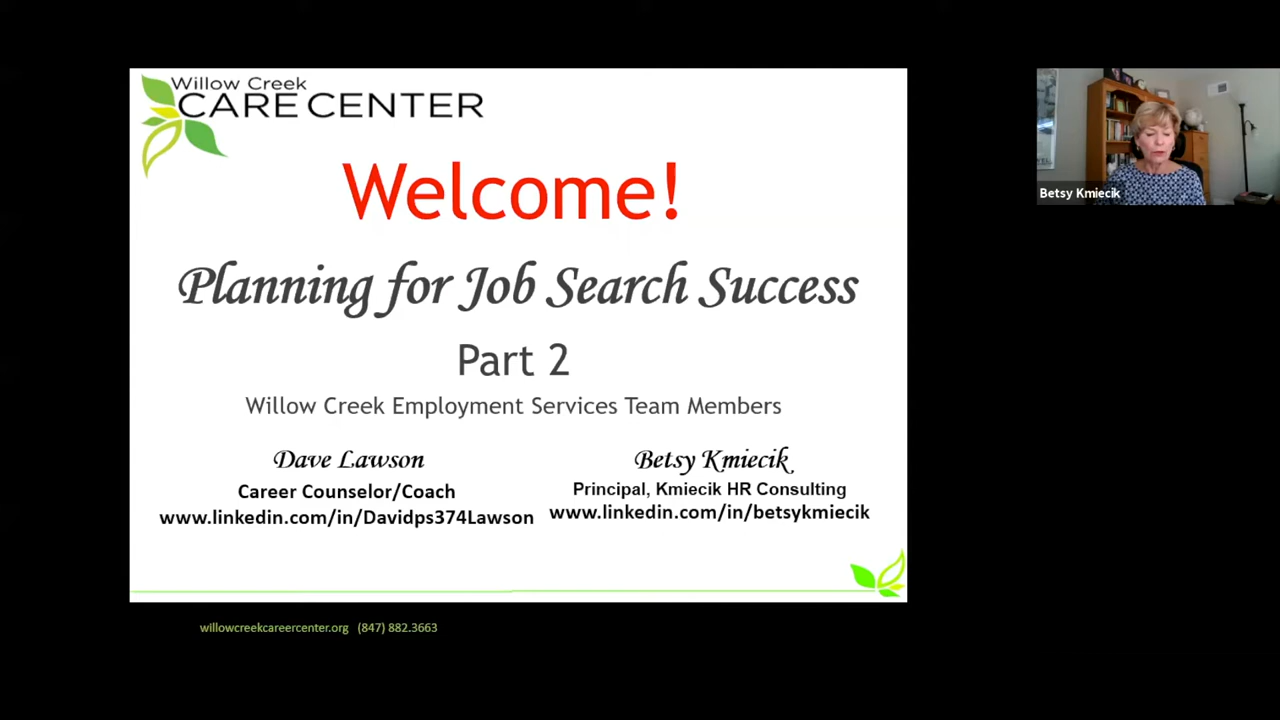 Willow Creek
CARE CENTER
Welcome!
Planning for Job Search Success
Part 2
Willow Creek Employment Services Team Members
Dave Lawson
Career Counselor/Coach
www.linkedin.com/in/Davidps374Lawson
Betsy Kmiecik
Principal, Kmiecik HR Consulting
www.linkedin.com/in/betsykmiecik
willowcreekcareercenter.org (847) 882.3663
Betsy Kmiecik